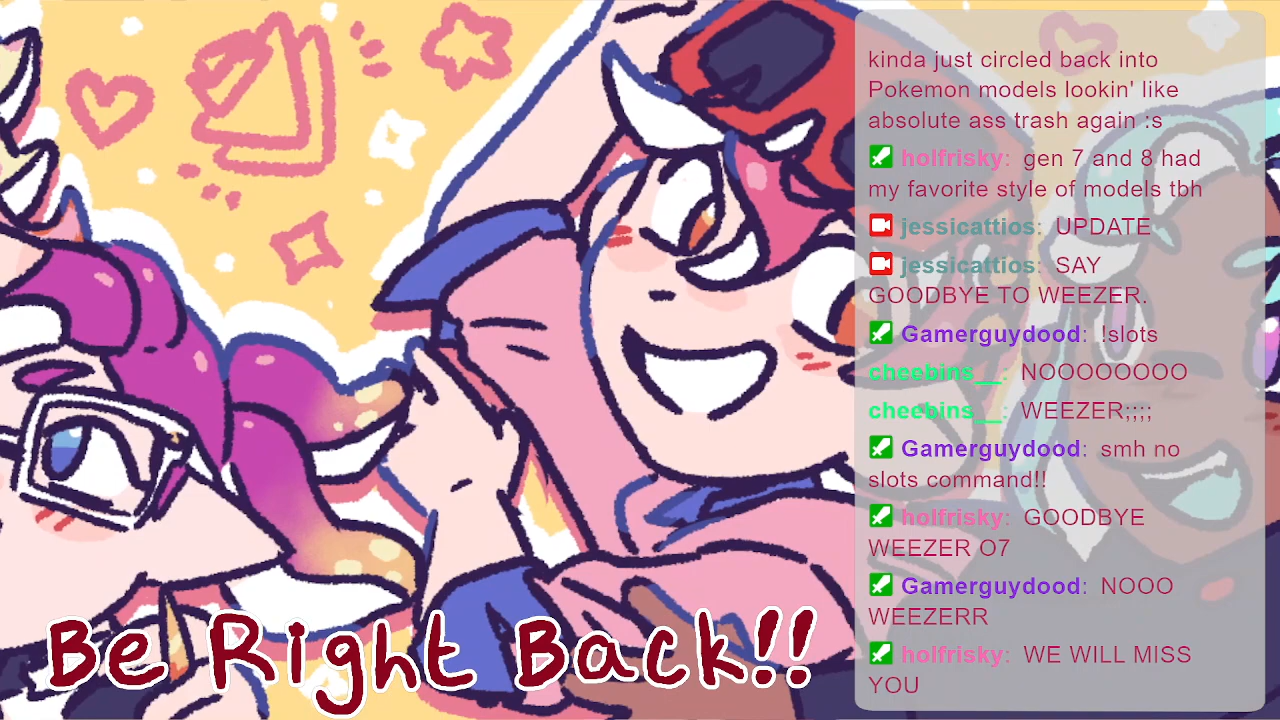 kinda just circled back into
Pokemon models lookin' like
absolute ass trash again :s
holfrisky: gen 7 and 8 had
my favorite style of models tbh
jessicattios: UPDATE
jessicattios: SAY
GOODBYE TO WEEZER.
Gamerguydood: !slots
cheebins__: NOOOOOOOO
cheebins__: WEEZER;;;;
Gamerguydood: smh no
slots command!!
holfrisky: GOODBYE
WEEZER O7
Gamerguydood: NOOO
WEEZERR
holfrisky: WE WILL MISS
YOU
Be Right Back!!